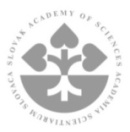 SLOVAK ACADEMY OF SCIENCES
ACADEMIA SCIENTIARUM SLOVACA